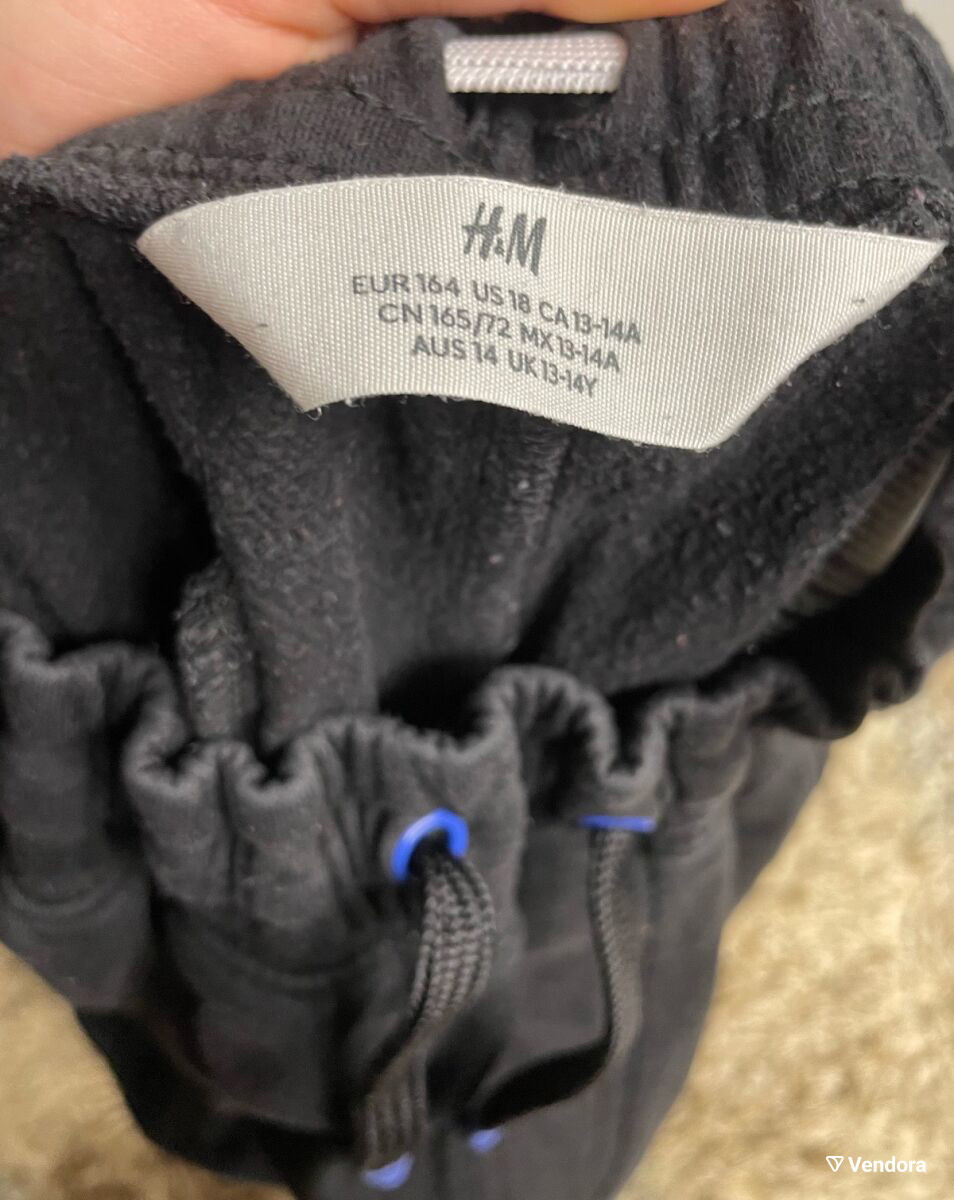 H&M
EUR 164 US 18 CA 13-14A
CN 165/72 MX 13-14A
AUS 14 UK 13-14Y
Vendora